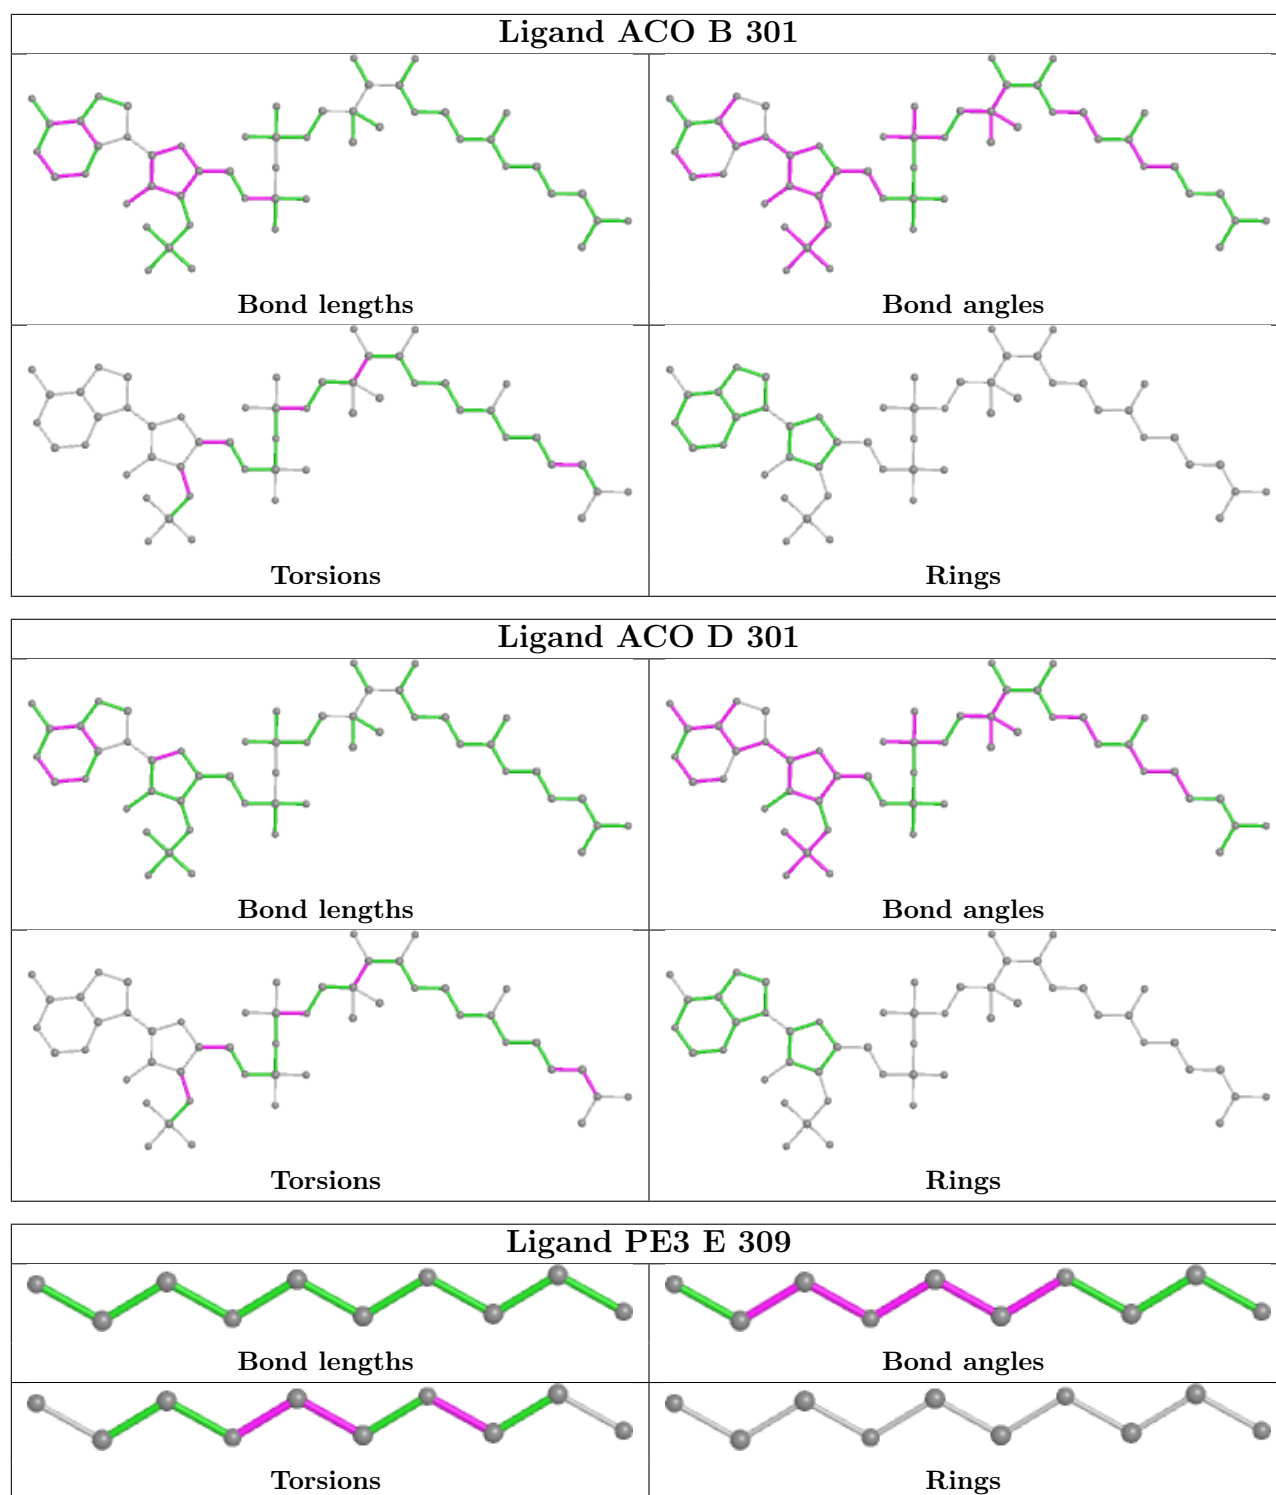 Ligand ACO B 301
Bond lengths
Bond angles
Torsions
Rings
Ligand ACO D 301
Bond lengths
Bond angles
Torsions
Rings
Ligand PE3 E 309
Bond lengths
Bond angles
Torsions
Rings